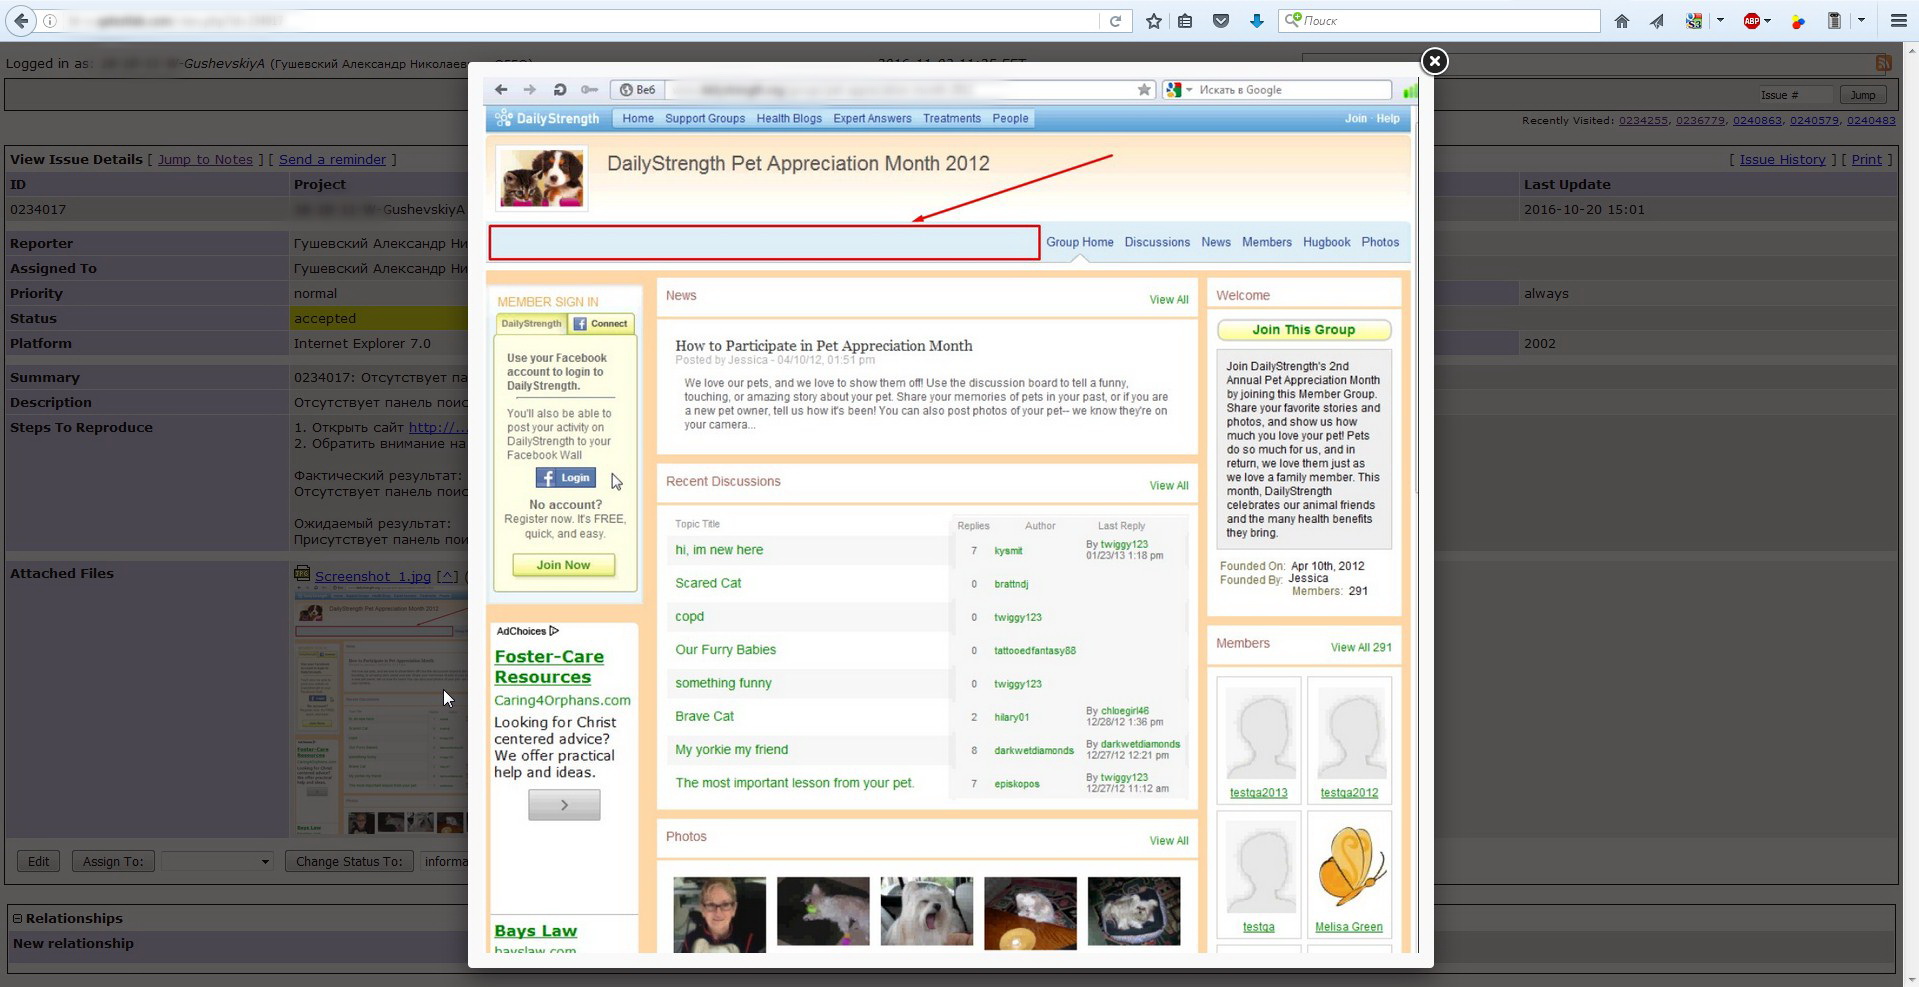 Поиск
ABP
Logged in as: -GushevskiyA (Гушевский Александр Николаев
Issue # Jump
Recently Visited: 0234255, 0236779, 0240863, 0240579, 0240483
View Issue Details [ Jump to Notes ] [ Send a reminder ]
[ Issue History ] [ Print ]
ID Project Last Update
0234017 GushevskiyA 2016-10-20 15:01
Reporter Гушевский Александр Ни
Assigned To Гушевский Александр Ни
Priority normal always
Status accepted
Platform Internet Explorer 7.0 2002
Summary 0234017: Отсутствует па
Description Отсутствует панель поис
Steps To Reproduce 1. Открыть сайт http://...
2. Обратить внимание на
Фактический результат:
Отсутствует панель поис
Ожидаемый результат:
Присутствует панель пои
Attached Files Screenshot_1.jpg [^] (
Edit Assign To: Change Status To: informa
Relationships
New relationship
Веб
Искать в Google
DailyStrength Home Support Groups Health Blogs Expert Answers Treatments People Join · Help
DailyStrength Pet Appreciation Month 2012
Group Home Discussions News Members Hugbook Photos
MEMBER SIGN IN
DailyStrength f Connect
Use your Facebook
account to login to
DailyStrength.
You'll also be able to
post your activity on
DailyStrength to your
Facebook Wall
f Login
No account?
Register now. It's FREE,
quick, and easy.
Join Now
AdChoices
Foster-Care
Resources
Caring4Orphans.com
Looking for Christ
centered advice?
We offer practical
help and ideas.
Bays Law
bayslaw.com
News View All
How to Participate in Pet Appreciation Month
Posted by Jessica - 04/10/12, 01:51 pm
We love our pets, and we love to show them off! Use the discussion board to tell a funny,
touching, or amazing story about your pet. Share your memories of pets in your past, or if you are
a new pet owner, tell us how it's been! You can also post photos of your pet-- we know they're on
your camera...
Recent Discussions View All
Topic Title Replies Author Last Reply
hi, im new here 7 kysmit By twiggy123
01/23/13 1:18 pm
Scared Cat 0 brattndj
copd 0 twiggy123
Our Furry Babies 0 tattooedfantasy88
something funny 0 twiggy123
Brave Cat 2 hilary01 By chloegirl46
12/28/12 1:36 pm
My yorkie my friend 8 darkwetdiamonds By darkwetdiamonds
12/27/12 12:21 pm
The most important lesson from your pet. 7 episkopos By twiggy123
12/27/12 11:12 am
Photos View All
Welcome
Join This Group
Join DailyStrength's 2nd
Annual Pet Appreciation Month
by joining this Member Group.
Share your favorite stories and
photos, and show us how
much you love your pet! Pets
do so much for us, and in
return, we love them just as
we love a family member. This
month, DailyStrength
celebrates our animal friends
and the many health benefits
they bring.
Founded On: Apr 10th, 2012
Founded By: Jessica
Members: 291
Members View All 291
testqa2013 testqa2012
testqa Melisa Green